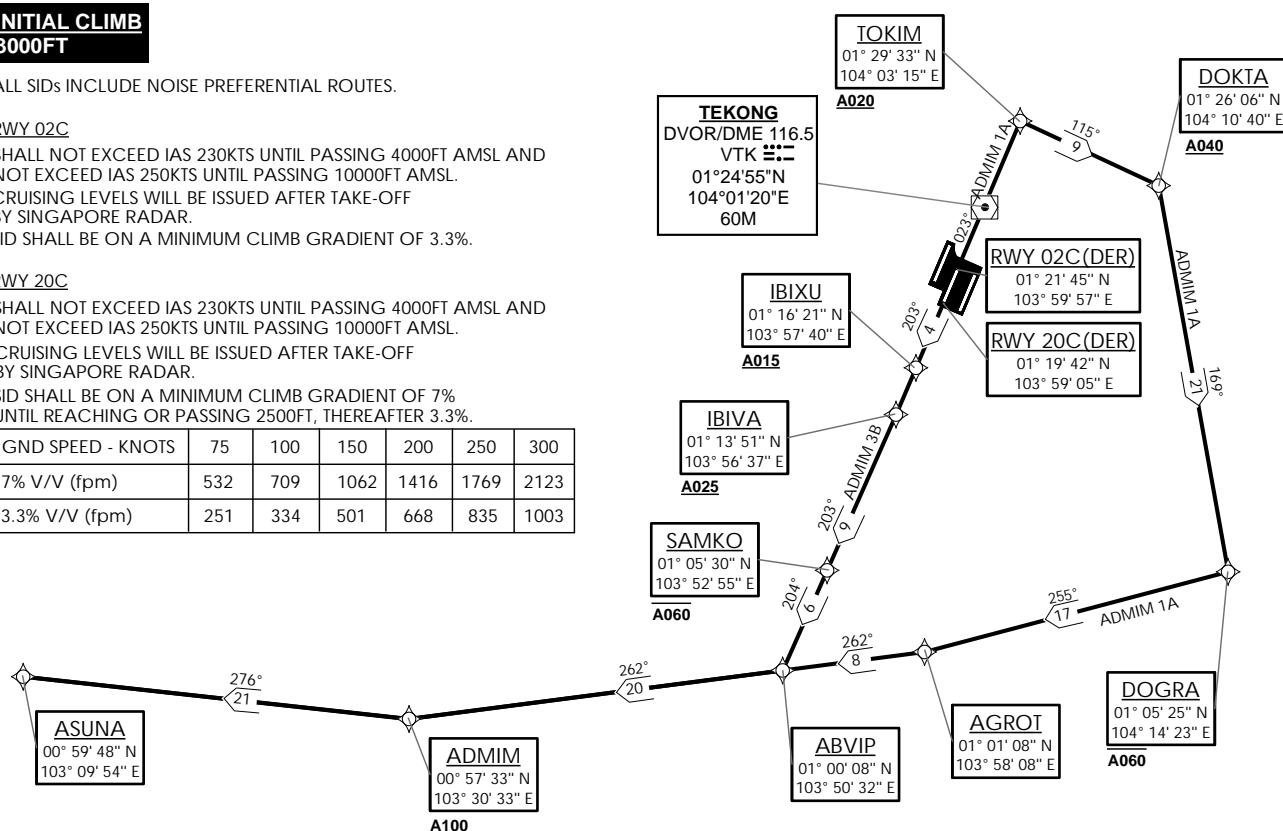 NITIAL CLIMB
3000FT
ALL SIDs INCLUDE NOISE PREFERENTIAL ROUTES.
RWY 02C
SHALL NOT EXCEED IAS 230KTS UNTIL PASSING 4000FT AMSL AND
NOT EXCEED IAS 250KTS UNTIL PASSING 10000FT AMSL.
CRUISING LEVELS WILL BE ISSUED AFTER TAKE-OFF
BY SINGAPORE RADAR.
ID SHALL BE ON A MINIMUM CLIMB GRADIENT OF 3.3%.
RWY 20C
SHALL NOT EXCEED IAS 230KTS UNTIL PASSING 4000FT AMSL AND
NOT EXCEED IAS 250KTS UNTIL PASSING 10000FT AMSL.
CRUISING LEVELS WILL BE ISSUED AFTER TAKE-OFF
BY SINGAPORE RADAR.
SID SHALL BE ON A MINIMUM CLIMB GRADIENT OF 7%
UNTIL REACHING OR PASSING 2500FT, THEREAFTER 3.3%.
GND SPEED - KNOTS 75 100 150 200 250 300
7% V/V (fpm) 532 709 1062 1416 1769 2123
3.3% V/V (fpm) 251 334 501 668 835 1003
TOKIM
01° 29' 33" N
104° 03' 15" E
A020
DOKTA
01° 26' 06" N
104° 10' 40" E
A040
TEKONG
DVOR/DME 116.5
VTK
01°24'55"N
104°01'20"E
60M
115°
9
ADMIM 1A
023°
RWY 02C(DER)
01° 21' 45" N
103° 59' 57" E
RWY 20C(DER)
01° 19' 42" N
103° 59' 05" E
ADMIM 1A
169°
21
IBIXU
01° 16' 21" N
103° 57' 40" E
A015
203°
4
IBIVA
01° 13' 51" N
103° 56' 37" E
A025
ADMIM 3B
203°
9
SAMKO
01° 05' 30" N
103° 52' 55" E
A060
204°
6
255°
17
ADMIM 1A
262°
8
262°
20
276°
21
DOGRA
01° 05' 25" N
104° 14' 23" E
A060
AGROT
01° 01' 08" N
103° 58' 08" E
ABVIP
01° 00' 08" N
103° 50' 32" E
ADMIM
00° 57' 33" N
103° 30' 33" E
A100
ASUNA
00° 59' 48" N
103° 09' 54" E